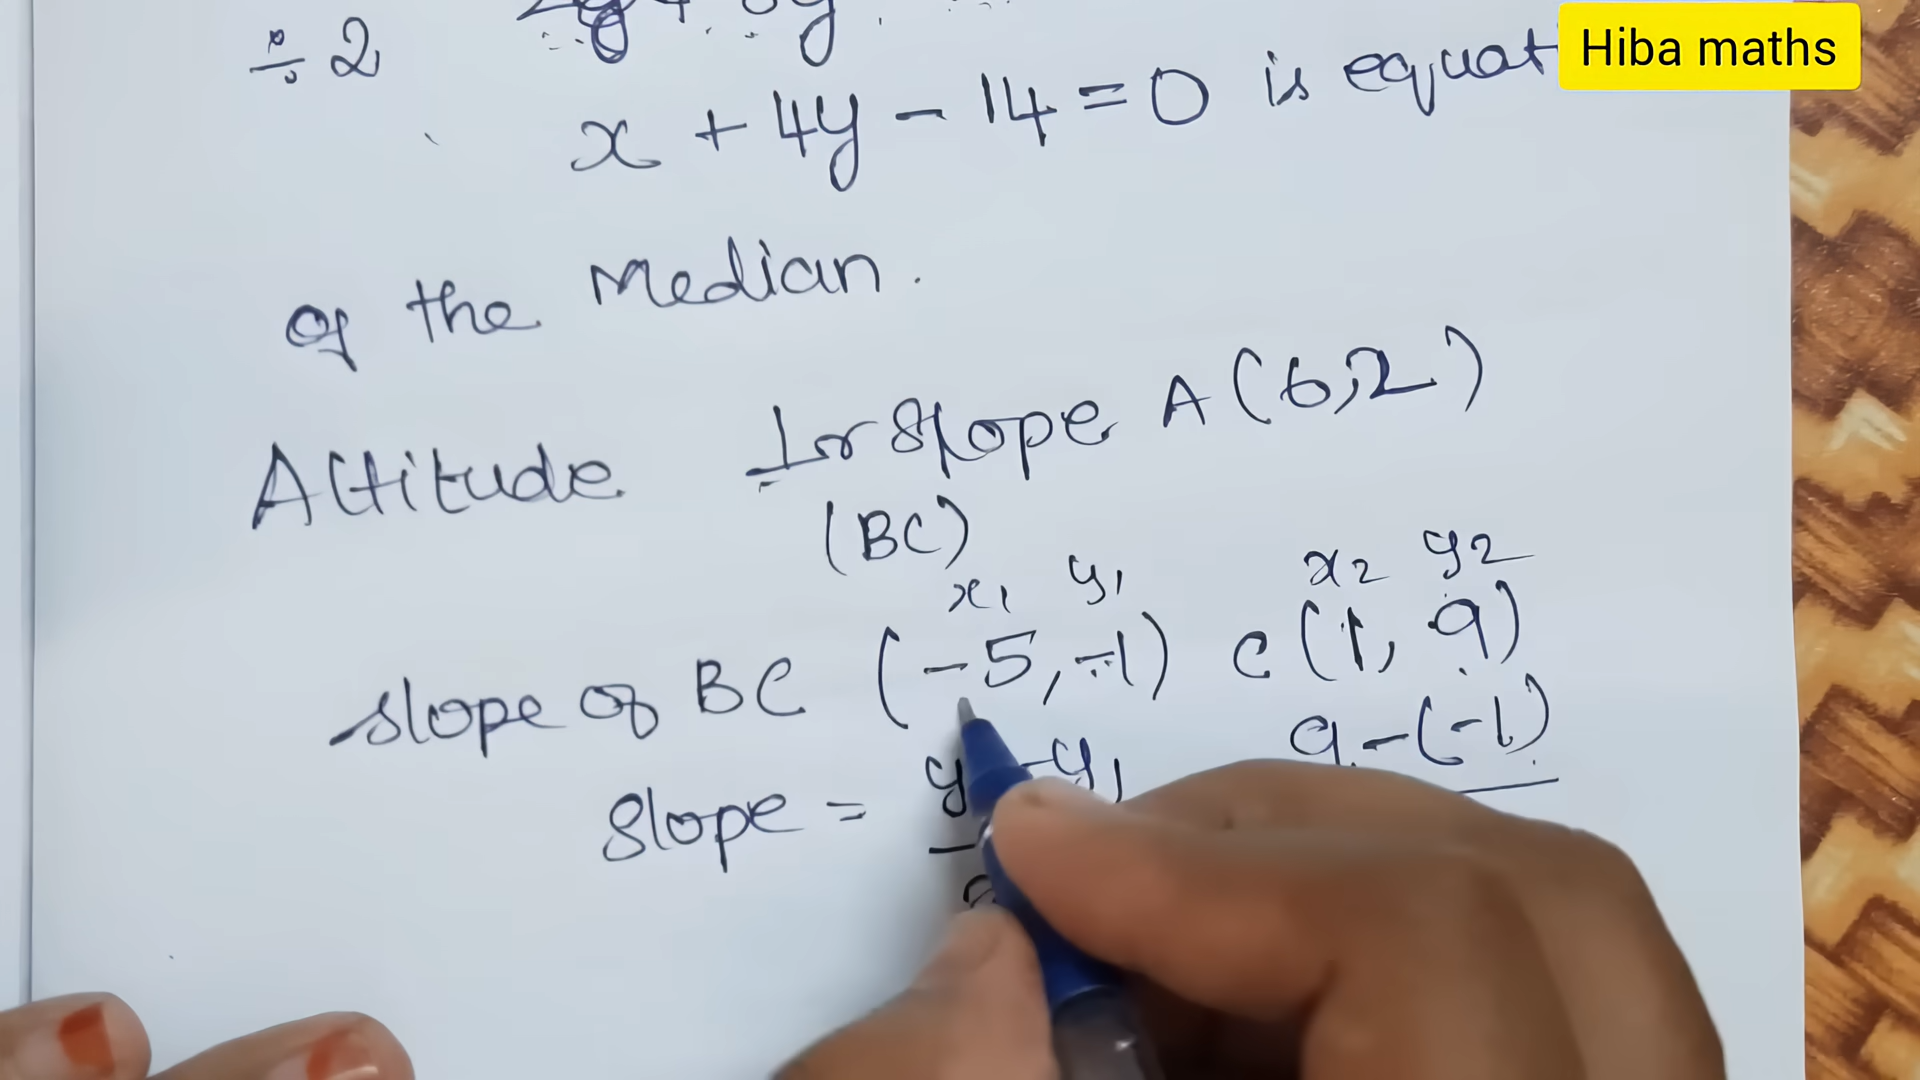 Hiba maths
÷ 2
x + 4y - 14 = 0 is equat
of the Median.
Altitude ⊥r slope A (6,2)
(BC)
x1 y1 x2 y2
slope of BC (-5, -1) C (1, 9)
slope = y - y1 9 - (-1)